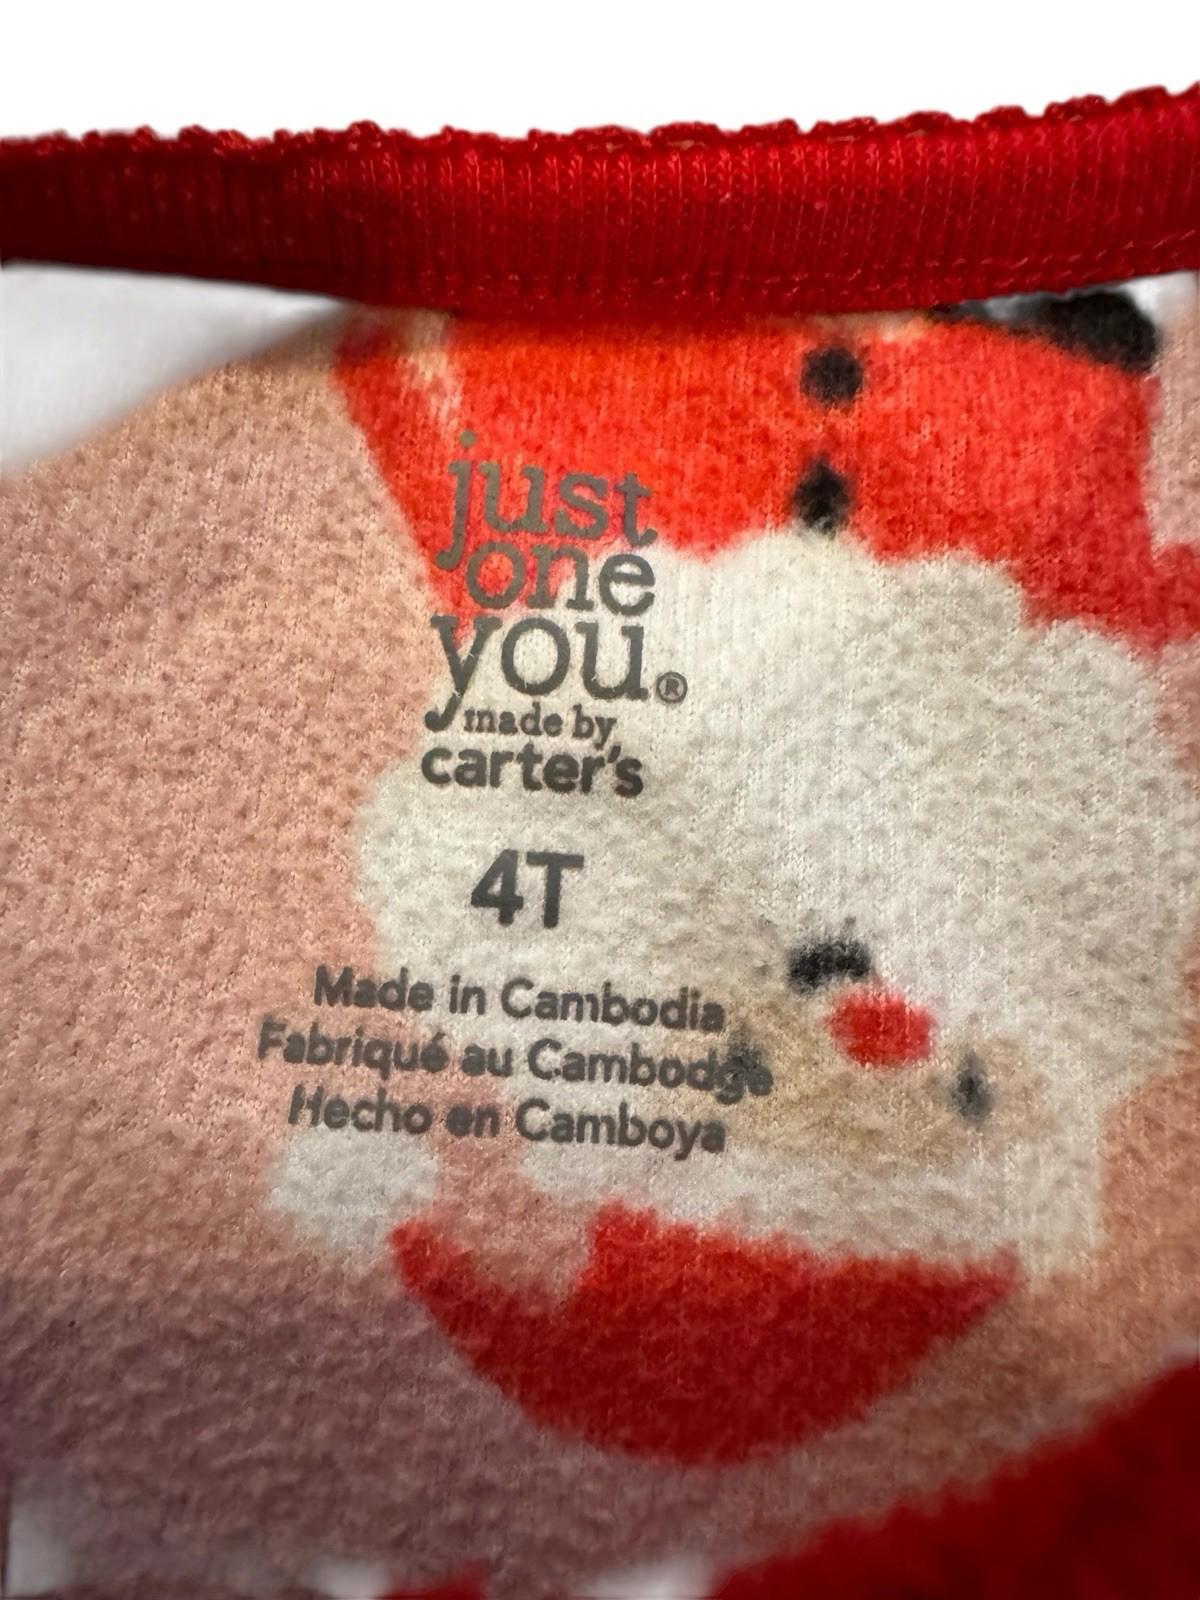 just
one
you®
made by
carter's
4T
Made in Cambodia
Fabriqué au Cambodge
Hecho en Camboya